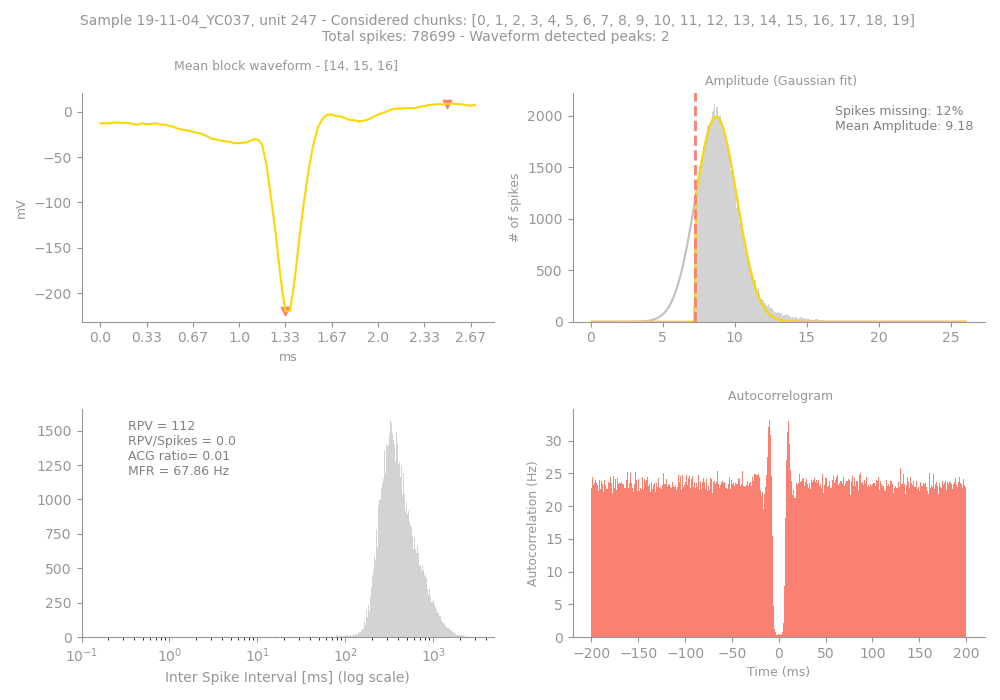 Sample 19-11-04_YC037, unit 247 - Considered chunks: [0, 1, 2, 3, 4, 5, 6, 7, 8, 9, 10, 11, 12, 13, 14, 15, 16, 17, 18, 19]
Total spikes: 78699 - Waveform detected peaks: 2
Mean block waveform - [14, 15, 16]
0
−50
−100
−150
−200
mV
0.0 0.33 0.67 1.0 1.33 1.67 2.0 2.33 2.67
ms
Amplitude (Gaussian fit)
Spikes missing: 12%
Mean Amplitude: 9.18
2000
1500
1000
500
0
# of spikes
0 5 10 15 20 25
RPV = 112
RPV/Spikes = 0.0
ACG ratio= 0.01
MFR = 67.86 Hz
1500
1250
1000
750
500
250
0
10⁻¹ 10⁰ 10¹ 10² 10³
Inter Spike Interval [ms] (log scale)
Autocorrelogram
30
25
20
15
10
5
0
Autocorrelation (Hz)
−200 −150 −100 −50 0 50 100 150 200
Time (ms)